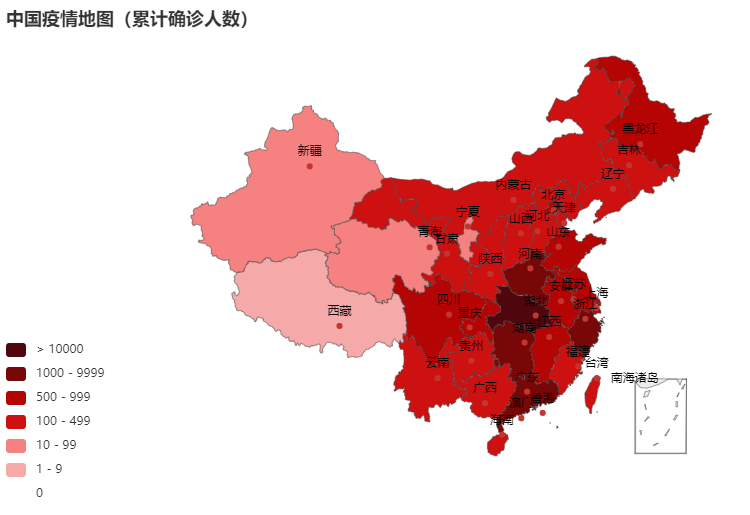 中国疫情地图（累计确诊人数）
黑龙江
吉林
新疆
辽宁
内蒙古
北京
天津
宁夏
山西
河北
青海
甘肃
山东
陕西
河南
西藏
四川
重庆
湖北
安徽
江苏
上海
浙江
湖南
江西
贵州
云南
福建
台湾
广西
广东
南海诸岛
澳门
香港
海南
> 10000
1000 - 9999
500 - 999
100 - 499
10 - 99
1 - 9
0